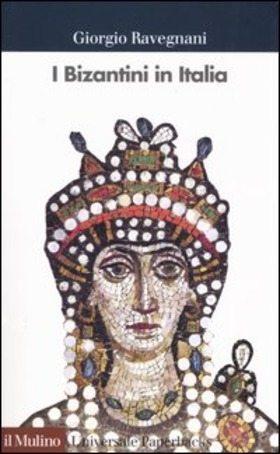 Giorgio Ravegnani
I Bizantini in Italia
il Mulino Universale Paperbacks